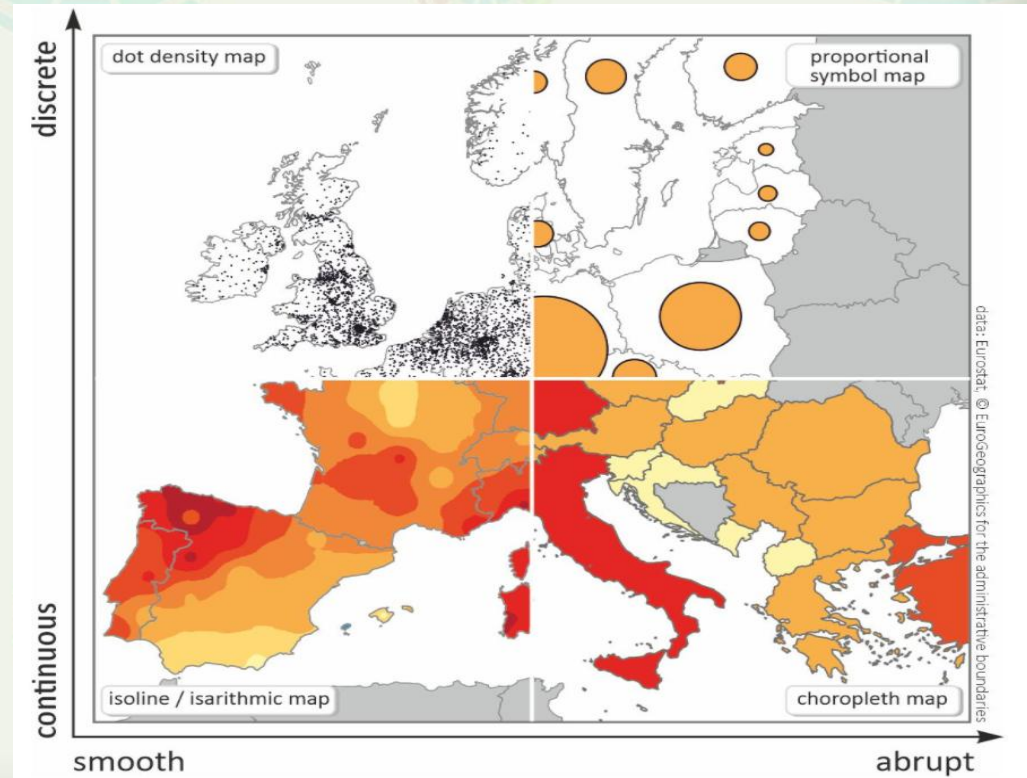 discrete
dot density map
proportional
symbol map
data: Eurostat, © EuroGeographics for the administrative boundaries
continuous
isoline / isarithmic map
choropleth map
smooth
abrupt